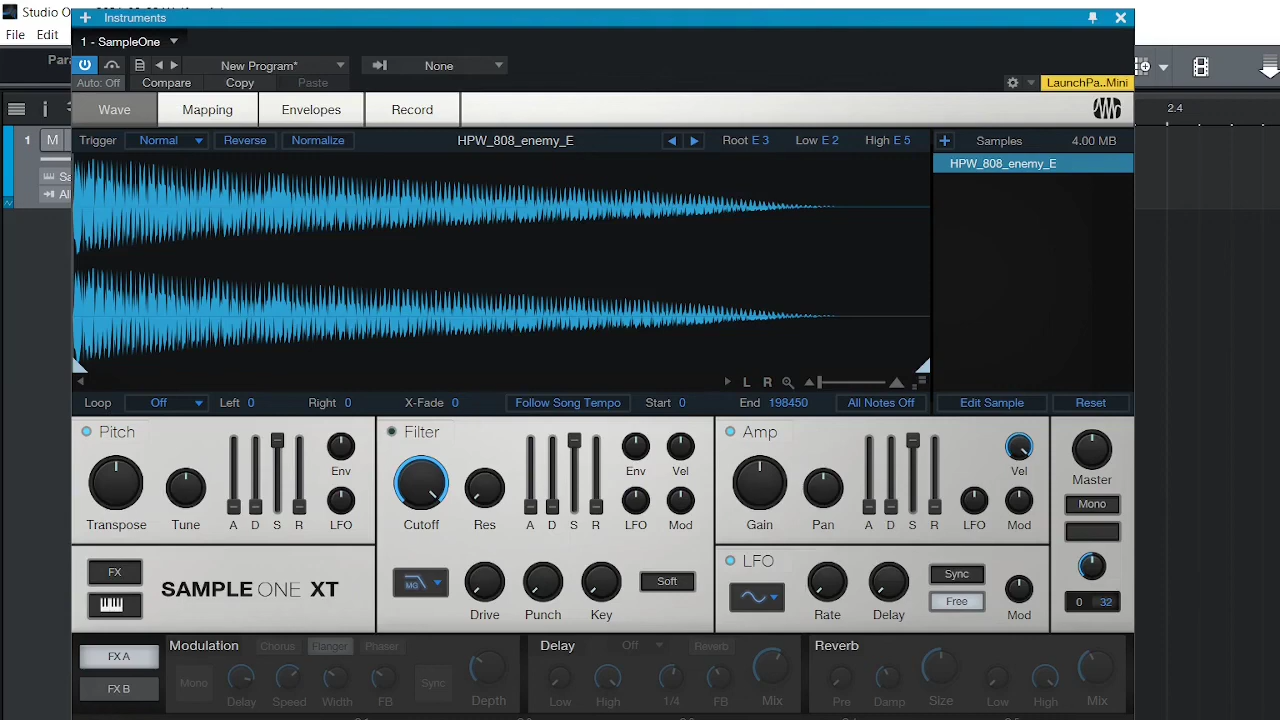 Studio O
Instruments
File Edit
1 - SampleOne
Para
New Program*
None
Auto: Off
Compare
Copy
Paste
LaunchPa..Mini
Wave
Mapping
Envelopes
Record
2.4
1
M
Trigger
Normal
Reverse
Normalize
HPW_808_enemy_E
Root E 3
Low E 2
High E 5
Samples
4.00 MB
HPW_808_enemy_E
Sa
All
L R
Loop
Off
Left 0
Right 0
X-Fade 0
Follow Song Tempo
Start 0
End 198450
All Notes Off
Edit Sample
Reset
Pitch
Transpose
Tune
A D S R
Env
LFO
Filter
Cutoff
Res
A D S R
Env
Vel
LFO
Mod
Amp
Gain
Pan
A D S R
Vel
LFO
Mod
Master
Mono
0 32
FX
SAMPLE ONE XT
MG
Drive
Punch
Key
Soft
LFO
Rate
Delay
Sync
Free
Mod
FX A
FX B
Modulation
Chorus
Flanger
Phaser
Mono
Delay
Speed
Width
FB
Sync
Depth
Delay
Off
Reverb
Low
High
1/4
FB
Mix
Reverb
Pre
Damp
Size
Low
High
Mix